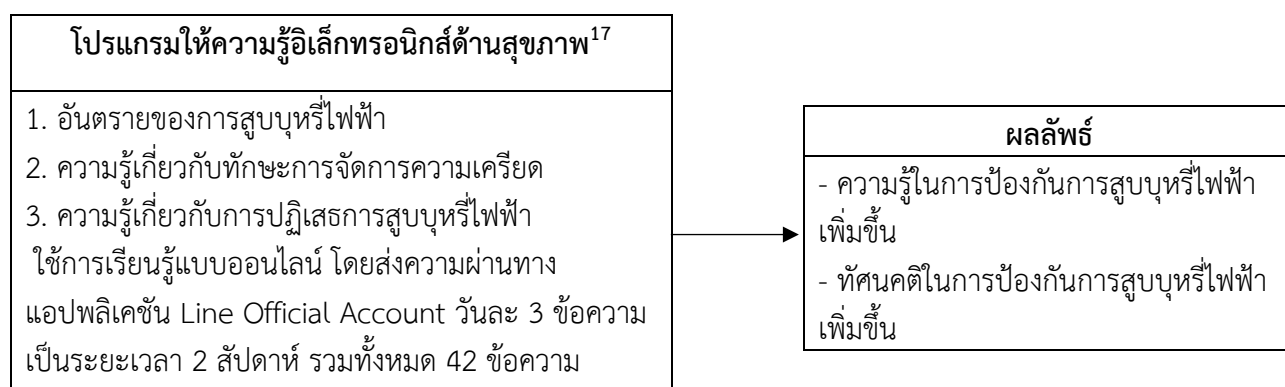 โปรแกรมให้ความรู้อิเล็กทรอนิกส์ด้านสุขภาพ17
1. อันตรายของการสูบบุหรี่ไฟฟ้า
2. ความรู้เกี่ยวกับทักษะการจัดการความเครียด
3. ความรู้เกี่ยวกับการปฏิเสธการสูบบุหรี่ไฟฟ้า
ใช้การเรียนรู้แบบออนไลน์ โดยส่งความผ่านทาง
แอปพลิเคชัน Line Official Account วันละ 3 ข้อความ
เป็นระยะเวลา 2 สัปดาห์ รวมทั้งหมด 42 ข้อความ
ผลลัพธ์
- ความรู้ในการป้องกันการสูบบุหรี่ไฟฟ้า
เพิ่มขึ้น
- ทัศนคติในการป้องกันการสูบบุหรี่ไฟฟ้า
เพิ่มขึ้น